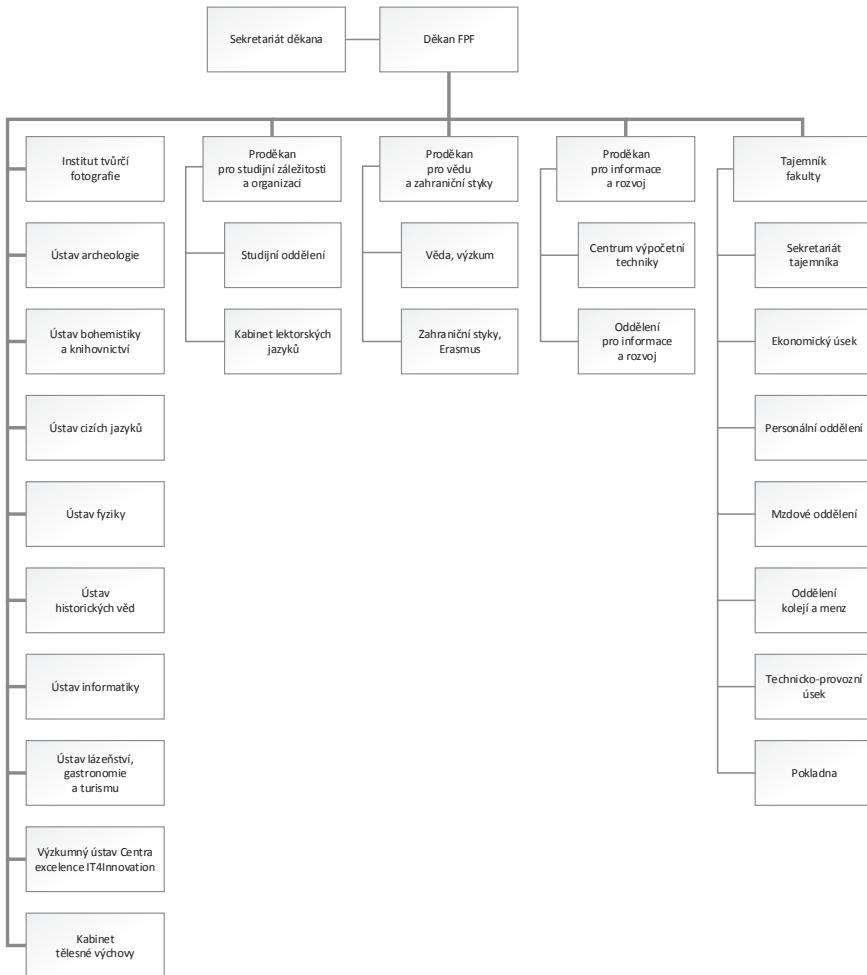 Sekretariát děkana
Děkan FPF
Institut tvůrčí
fotografie
Ústav archeologie
Ústav bohemistiky
a knihovnictví
Ústav cizích jazyků
Ústav fyziky
Ústav
historických věd
Ústav informatiky
Ústav lázeňství,
gastronomie
a turismu
Výzkumný ústav Centra
excelence IT4Innovation
Kabinet
tělesné výchovy
Proděkan
pro studijní záležitosti
a organizaci
Studijní oddělení
Kabinet lektorských
jazyků
Proděkan
pro vědu
a zahraniční styky
Věda, výzkum
Zahraniční styky,
Erasmus
Proděkan
pro informace
a rozvoj
Centrum výpočetní
techniky
Oddělení
pro informace
a rozvoj
Tajemník
fakulty
Sekretariát
tajemníka
Ekonomický úsek
Personální oddělení
Mzdové oddělení
Oddělení
kolejí a menz
Technicko-provozní
úsek
Pokladna